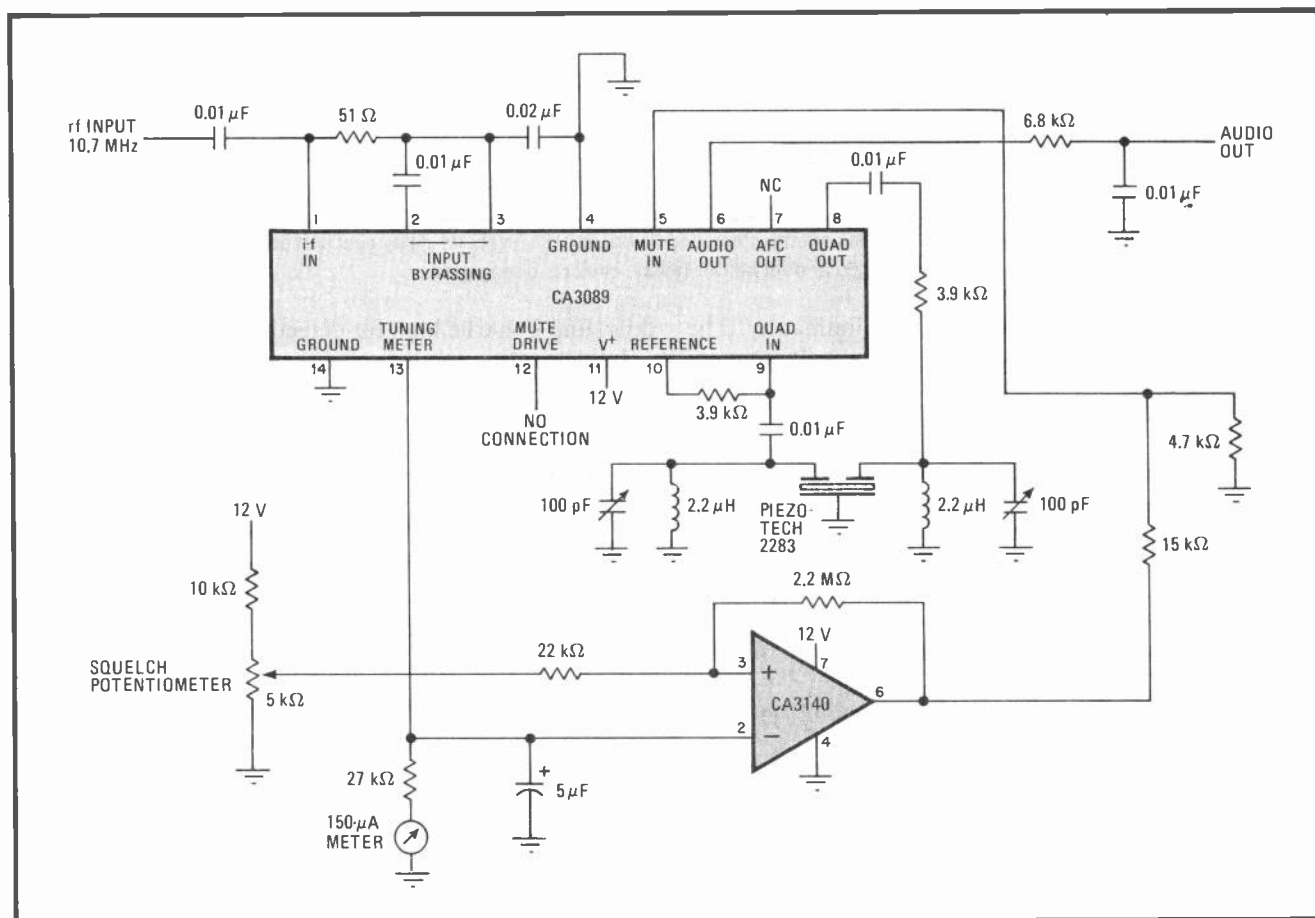 rf INPUT
10.7 MHz
0.01 μF
51 Ω
0.02 μF
0.01 μF
6.8 kΩ
AUDIO
OUT
0.01 μF
0.01 μF
NC
1
2
3
4
5
6
7
8
i-f
IN
INPUT
BYPASSING
GROUND
MUTE
IN
AUDIO
OUT
AFC
OUT
QUAD
OUT
CA3089
3.9 kΩ
GROUND
TUNING
METER
MUTE
DRIVE
V+
REFERENCE
QUAD
IN
14
13
12
11
10
9
NO
CONNECTION
12 V
3.9 kΩ
0.01 μF
4.7 kΩ
100 pF
2.2 μH
PIEZO-
TECH
2283
2.2 μH
100 pF
15 kΩ
12 V
10 kΩ
2.2 MΩ
SQUELCH
POTENTIOMETER
5 kΩ
22 kΩ
12 V
3
+
7
CA3140
6
2
−
4
27 kΩ
+
5 μF
150-μA
METER